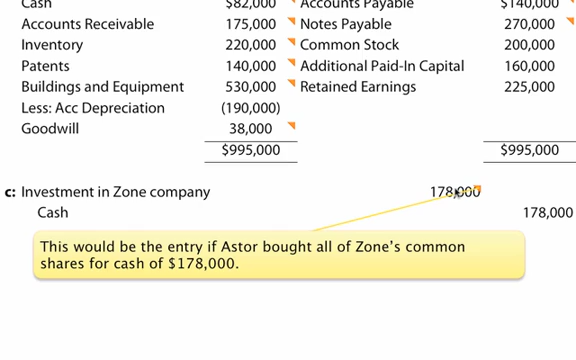 Cash $82,000 Accounts Payable $140,000
Accounts Receivable 175,000 Notes Payable 270,000
Inventory 220,000 Common Stock 200,000
Patents 140,000 Additional Paid-In Capital 160,000
Buildings and Equipment 530,000 Retained Earnings 225,000
Less: Acc Depreciation (190,000)
Goodwill 38,000
$995,000 $995,000
c: Investment in Zone company 178,000
Cash 178,000
This would be the entry if Astor bought all of Zone's common
shares for cash of $178,000.